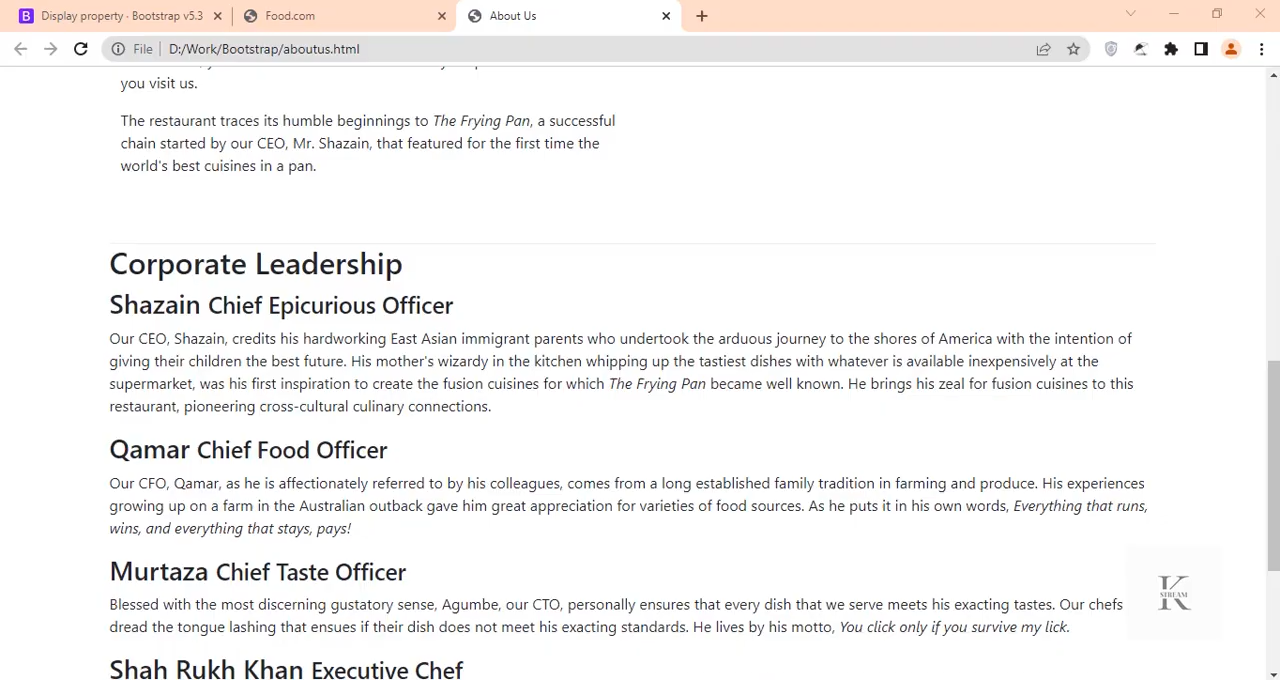 Display property · Bootstrap v5.3
Food.com
About Us
File
D:/Work/Bootstrap/aboutus.html
you visit us.
The restaurant traces its humble beginnings to The Frying Pan, a successful
chain started by our CEO, Mr. Shazain, that featured for the first time the
world's best cuisines in a pan.
Corporate Leadership
Shazain Chief Epicurious Officer
Our CEO, Shazain, credits his hardworking East Asian immigrant parents who undertook the arduous journey to the shores of America with the intention of
giving their children the best future. His mother's wizardy in the kitchen whipping up the tastiest dishes with whatever is available inexpensively at the
supermarket, was his first inspiration to create the fusion cuisines for which The Frying Pan became well known. He brings his zeal for fusion cuisines to this
restaurant, pioneering cross-cultural culinary connections.
Qamar Chief Food Officer
Our CFO, Qamar, as he is affectionately referred to by his colleagues, comes from a long established family tradition in farming and produce. His experiences
growing up on a farm in the Australian outback gave him great appreciation for varieties of food sources. As he puts it in his own words, Everything that runs,
wins, and everything that stays, pays!
Murtaza Chief Taste Officer
Blessed with the most discerning gustatory sense, Agumbe, our CTO, personally ensures that every dish that we serve meets his exacting tastes. Our chefs
dread the tongue lashing that ensues if their dish does not meet his exacting standards. He lives by his motto, You click only if you survive my lick.
K
STREAM
Shah Rukh Khan Executive Chef